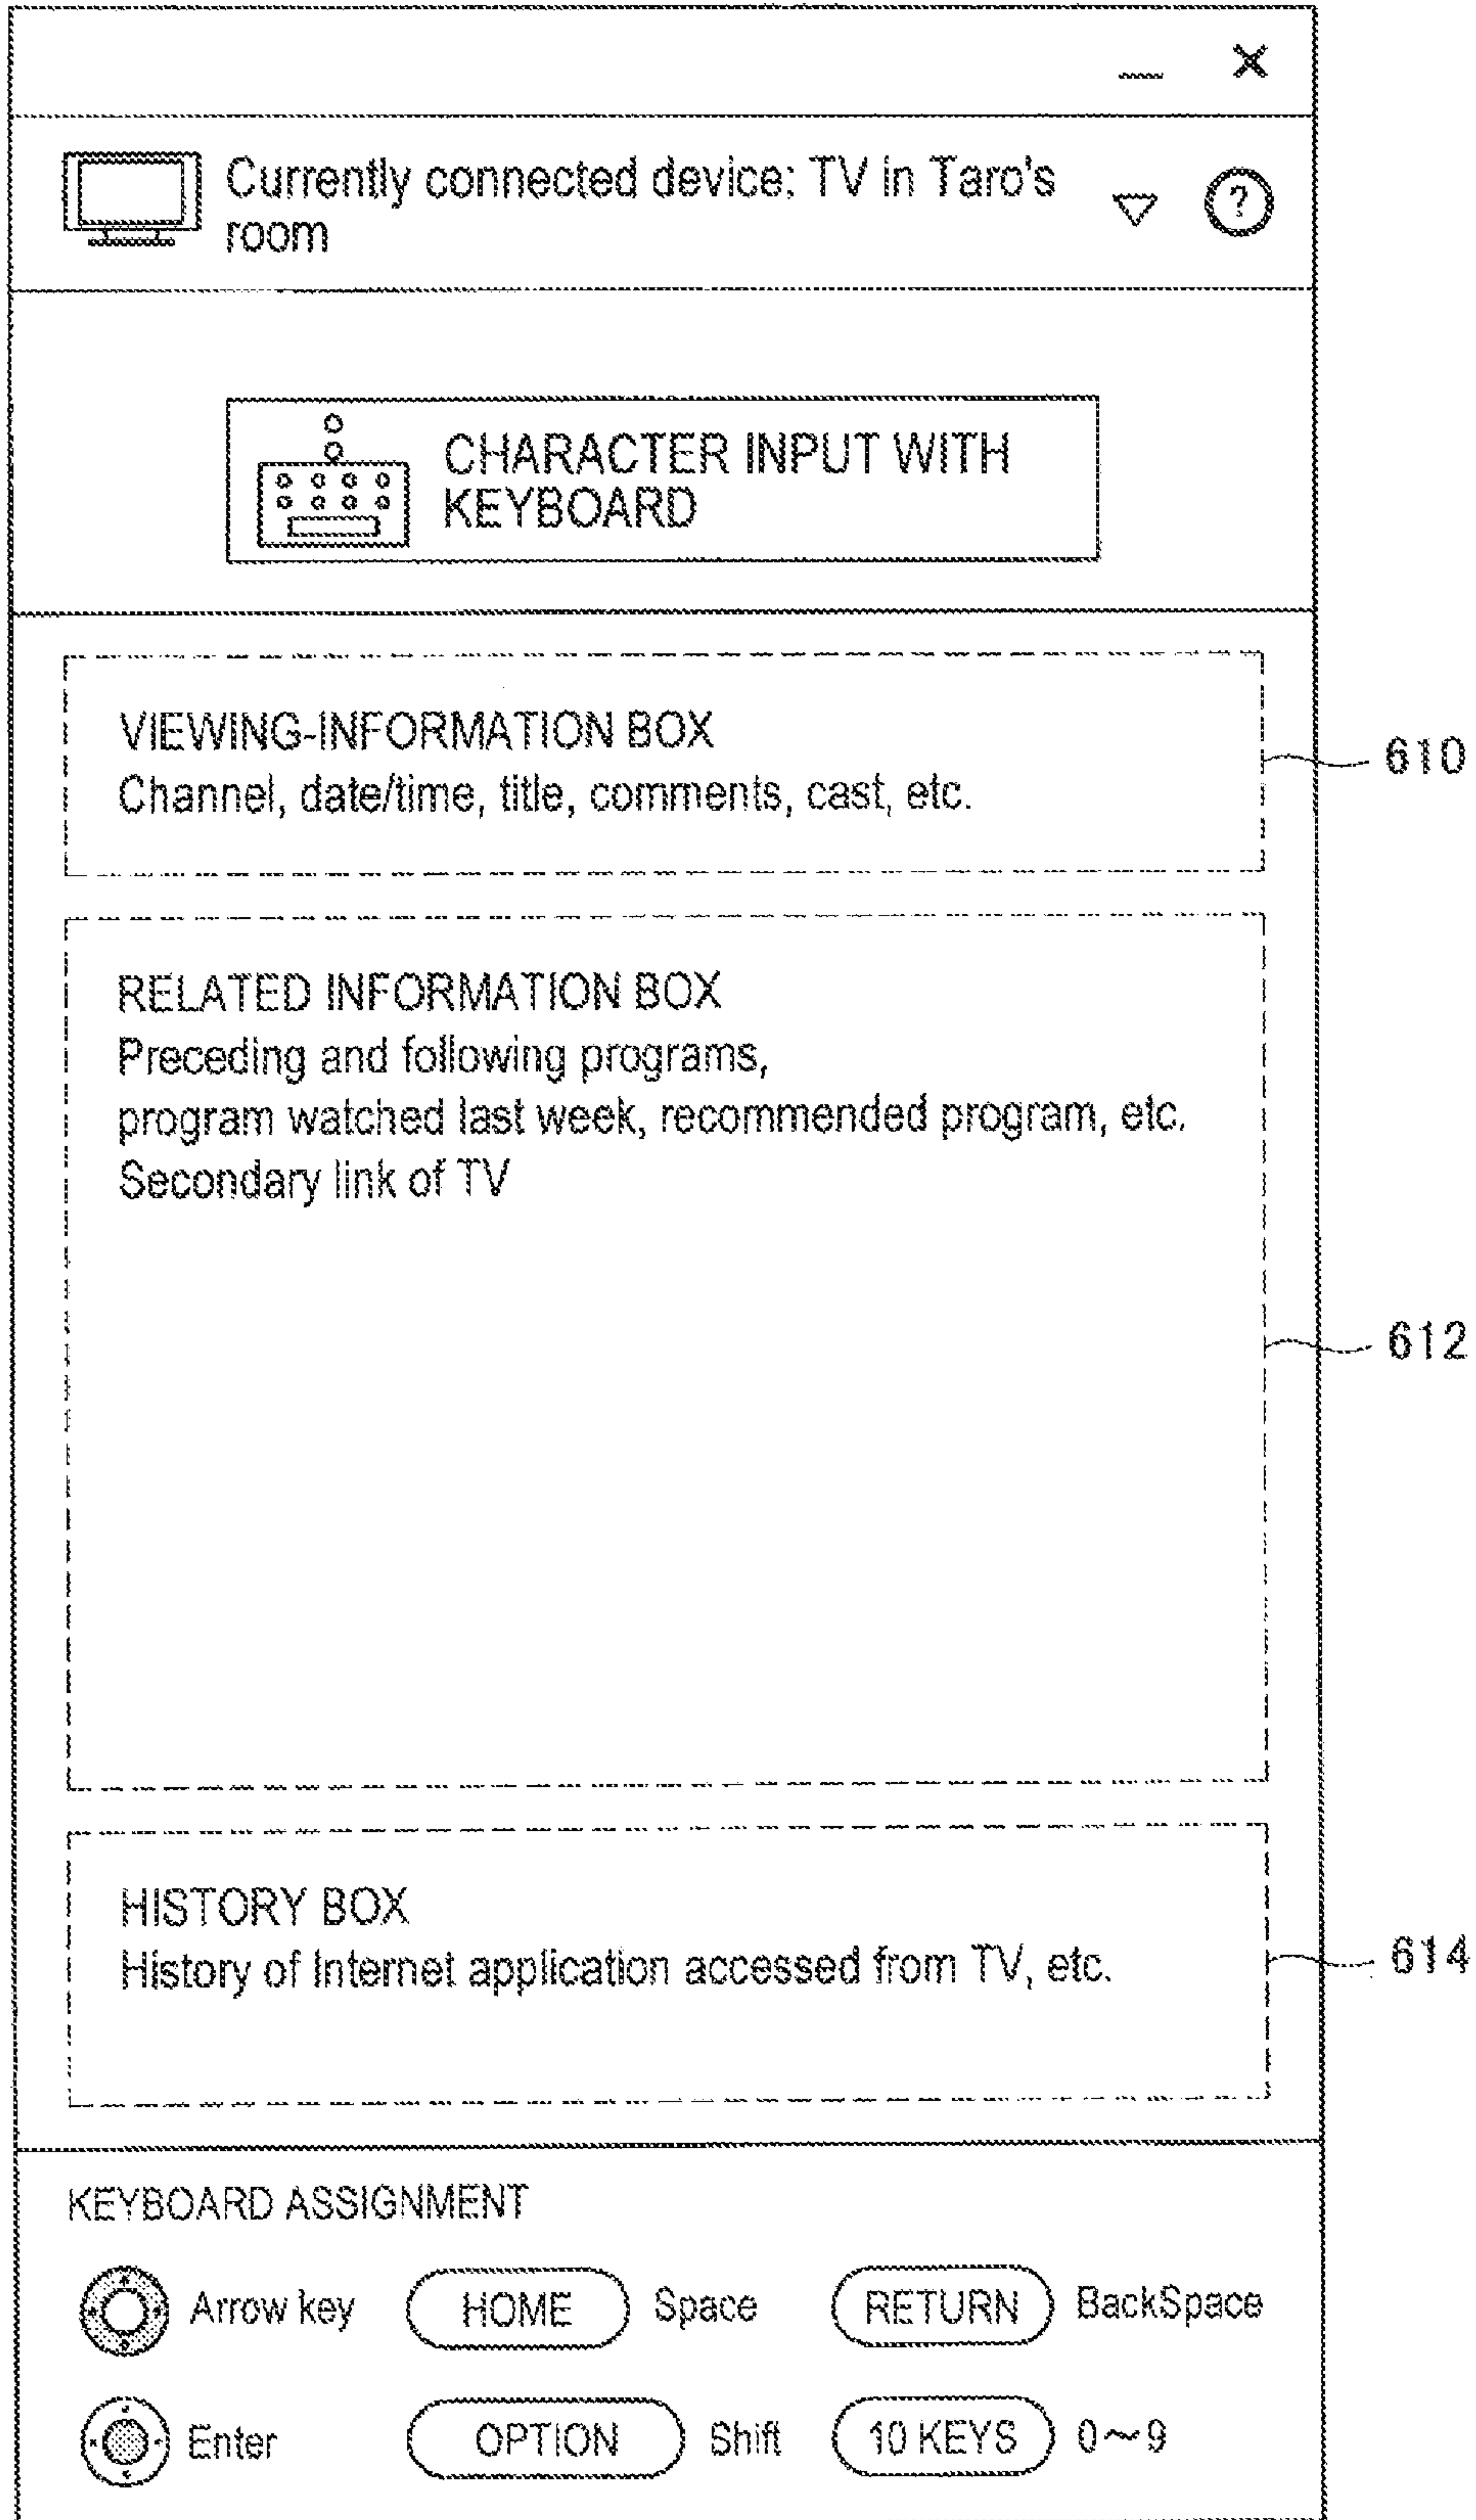 Currently connected device: TV in Taro's
room
?
CHARACTER INPUT WITH
KEYBOARD
VIEWING-INFORMATION BOX
Channel, date/time, title, comments, cast, etc.
610
RELATED INFORMATION BOX
Preceding and following programs,
program watched last week, recommended program, etc.
Secondary link of TV
612
HISTORY BOX
History of Internet application accessed from TV, etc.
614
KEYBOARD ASSIGNMENT
Arrow key HOME Space RETURN BackSpace
Enter OPTION Shift 10 KEYS 0~9